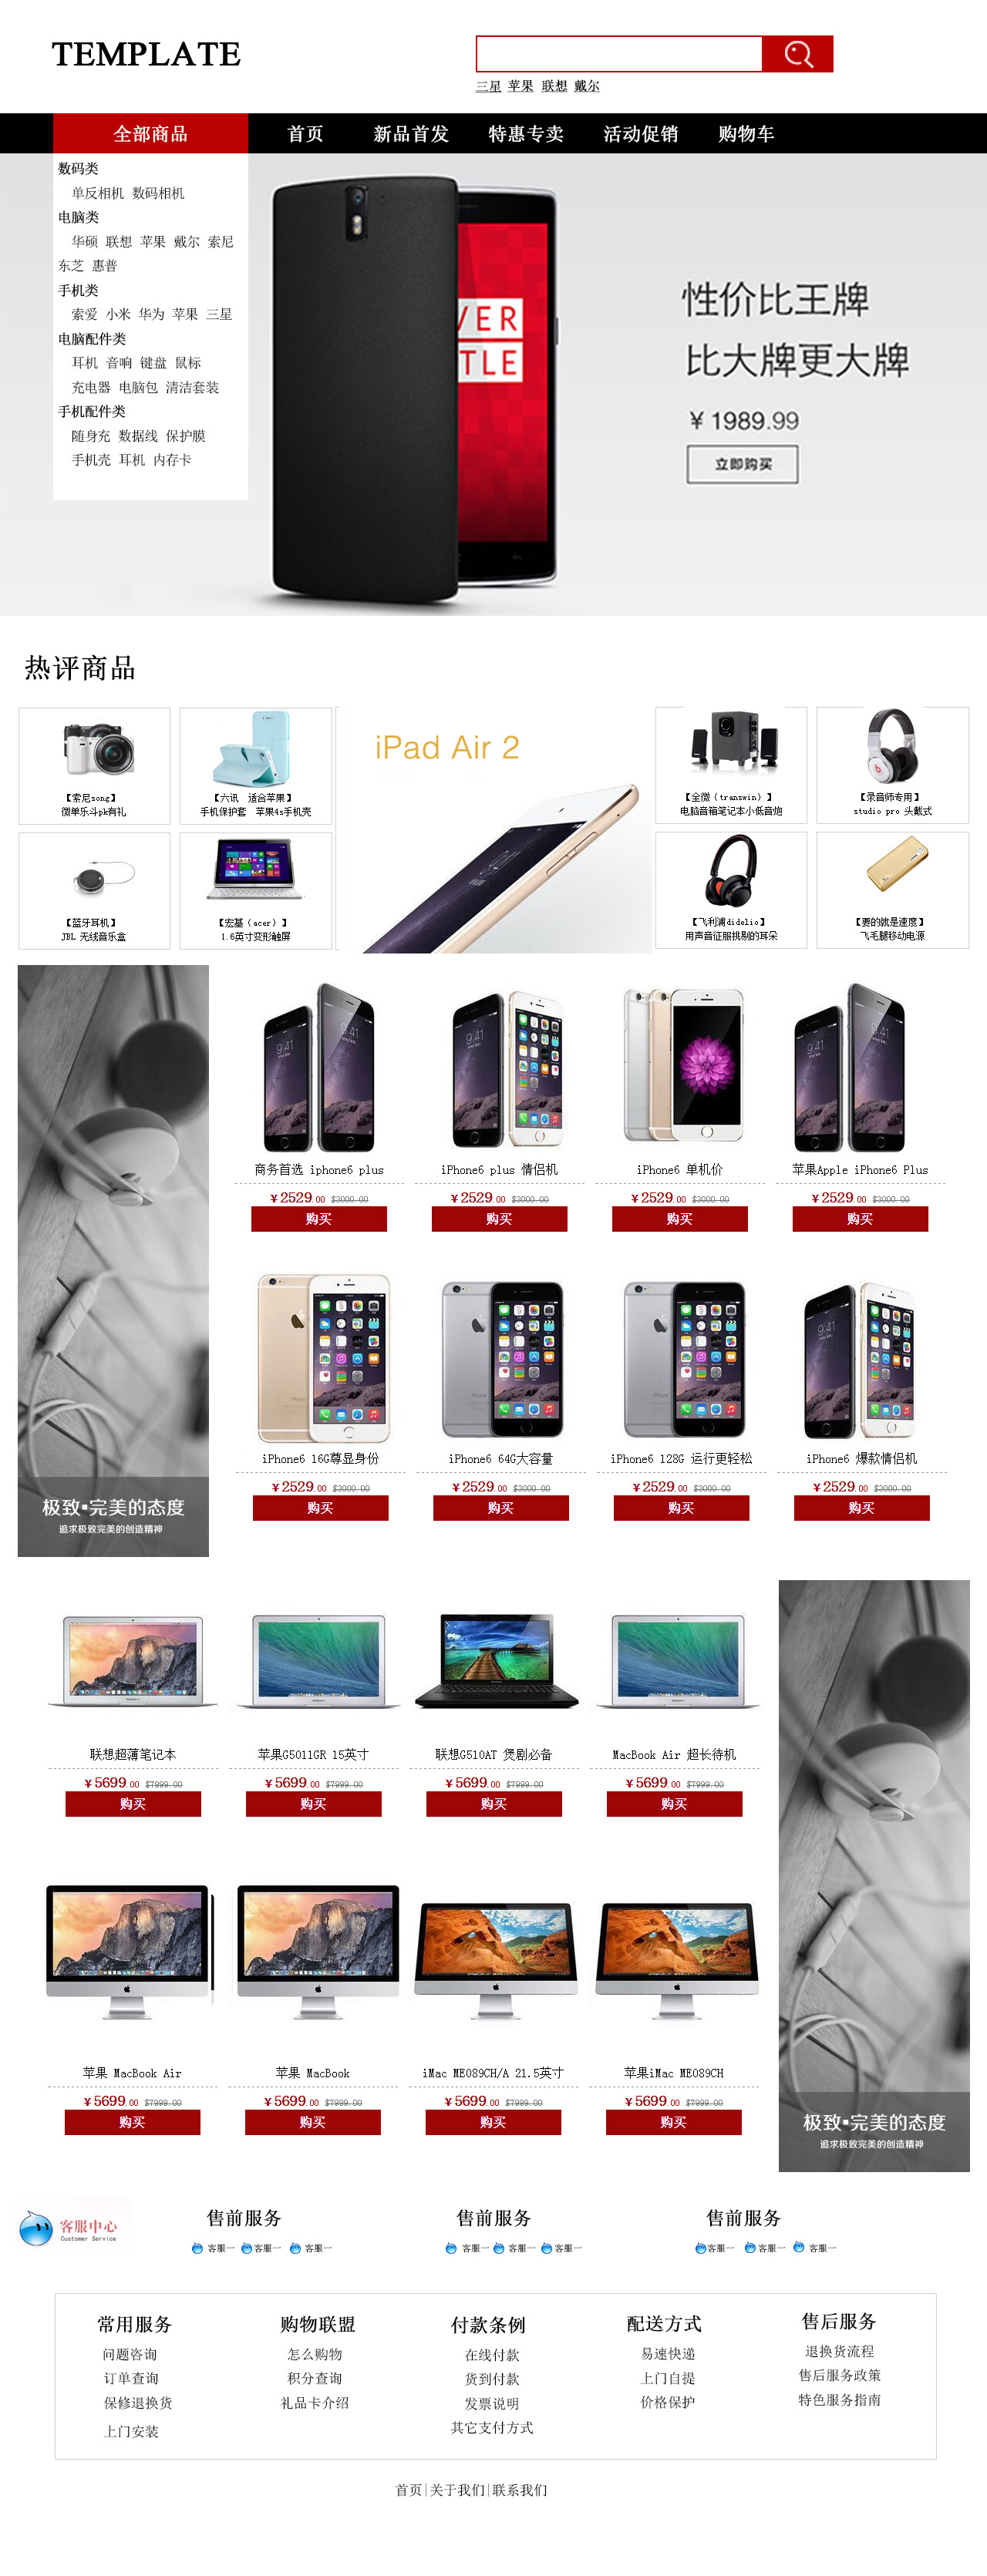 TEMPLATE
三星 苹果 联想 戴尔
全部商品 首页 新品首发 特惠专卖 活动促销 购物车
数码类
单反相机 数码相机
电脑类
华硕 联想 苹果 戴尔 索尼
东芝 惠普
手机类
索爱 小米 华为 苹果 三星
电脑配件类
耳机 音响 键盘 鼠标
充电器 电脑包 清洁套装
手机配件类
随身充 数据线 保护膜
手机壳 耳机 内存卡
VER
TTLE
性价比王牌
比大牌更大牌
¥ 1989.99
立即购买
热评商品
【索尼song】
微单乐斗pk有礼
【六讯 适合苹果】
手机保护套 苹果4s手机壳
【蓝牙耳机】
JBL 无线音乐盒
【宏基（acer）】
1.6英寸变形触屏
iPad Air 2
【全微（transwin）】
电脑音箱笔记本小低音炮
【录音师专用】
studio pro 头戴式
【飞利浦didelio】
用声音征服挑剔的耳朵
【要的就是速度】
飞毛腿移动电源
极致·完美的态度
追求极致完美的创造精神
商务首选 iphone6 plus
¥2529.00 $3000.00
购买
iPhone6 plus 情侣机
¥2529.00 $3000.00
购买
iPhone6 单机价
¥2529.00 $3000.00
购买
苹果Apple iPhone6 Plus
¥2529.00 $3000.00
购买
iPhone6 16G尊显身份
¥2529.00 $3000.00
购买
iPhone6 64G大容量
¥2529.00 $3000.00
购买
iPhone6 128G 运行更轻松
¥2529.00 $3000.00
购买
iPhone6 爆款情侣机
¥2529.00 $3000.00
购买
联想超薄笔记本
¥5699.00 $7999.00
购买
苹果G5011GR 15英寸
¥5699.00 $7999.00
购买
联想G510AT 煲剧必备
¥5699.00 $7999.00
购买
MacBook Air 超长待机
¥5699.00 $7999.00
购买
苹果 MacBook Air
¥5699.00 $7999.00
购买
苹果 MacBook
¥5699.00 $7999.00
购买
iMac ME089CH/A 21.5英寸
¥5699.00 $7999.00
购买
苹果iMac ME089CH
¥5699.00 $7999.00
购买
极致·完美的态度
追求极致完美的创造精神
客服中心
Customer Service
售前服务
客服一 客服一 客服一
售前服务
客服一 客服一 客服一
售前服务
客服一 客服一 客服一
常用服务
问题咨询
订单查询
保修退换货
上门安装
购物联盟
怎么购物
积分查询
礼品卡介绍
付款条例
在线付款
货到付款
发票说明
其它支付方式
配送方式
易速快递
上门自提
价格保护
售后服务
退换货流程
售后服务政策
特色服务指南
首页|关于我们|联系我们